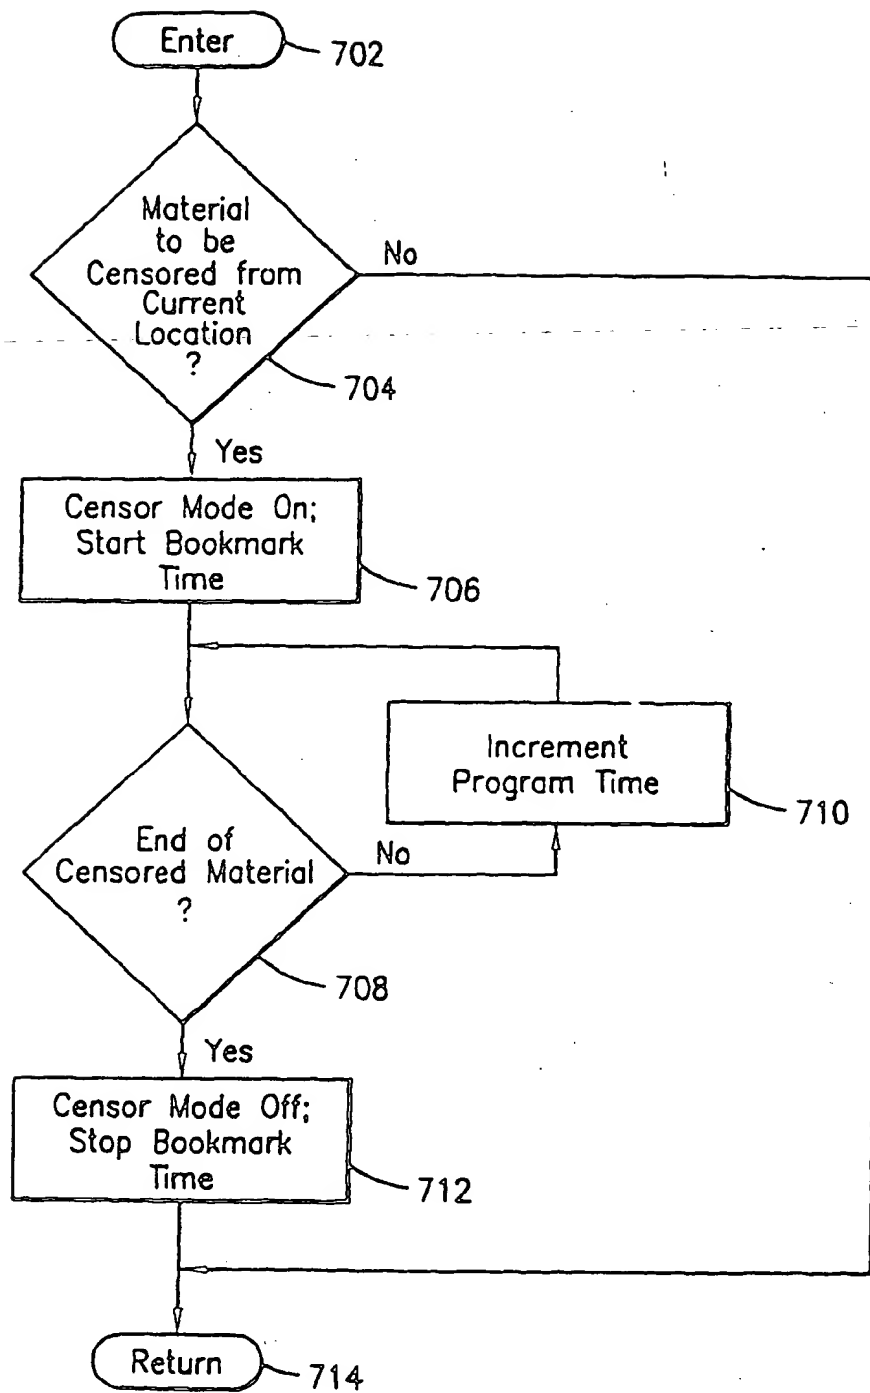 Enter
702
Material
to be
Censored from
Current
Location
?
No
704
Yes
Censor Mode On;
Start Bookmark
Time
706
Increment
Program Time
710
End of
Censored Material
?
No
708
Yes
Censor Mode Off;
Stop Bookmark
Time
712
Return
714